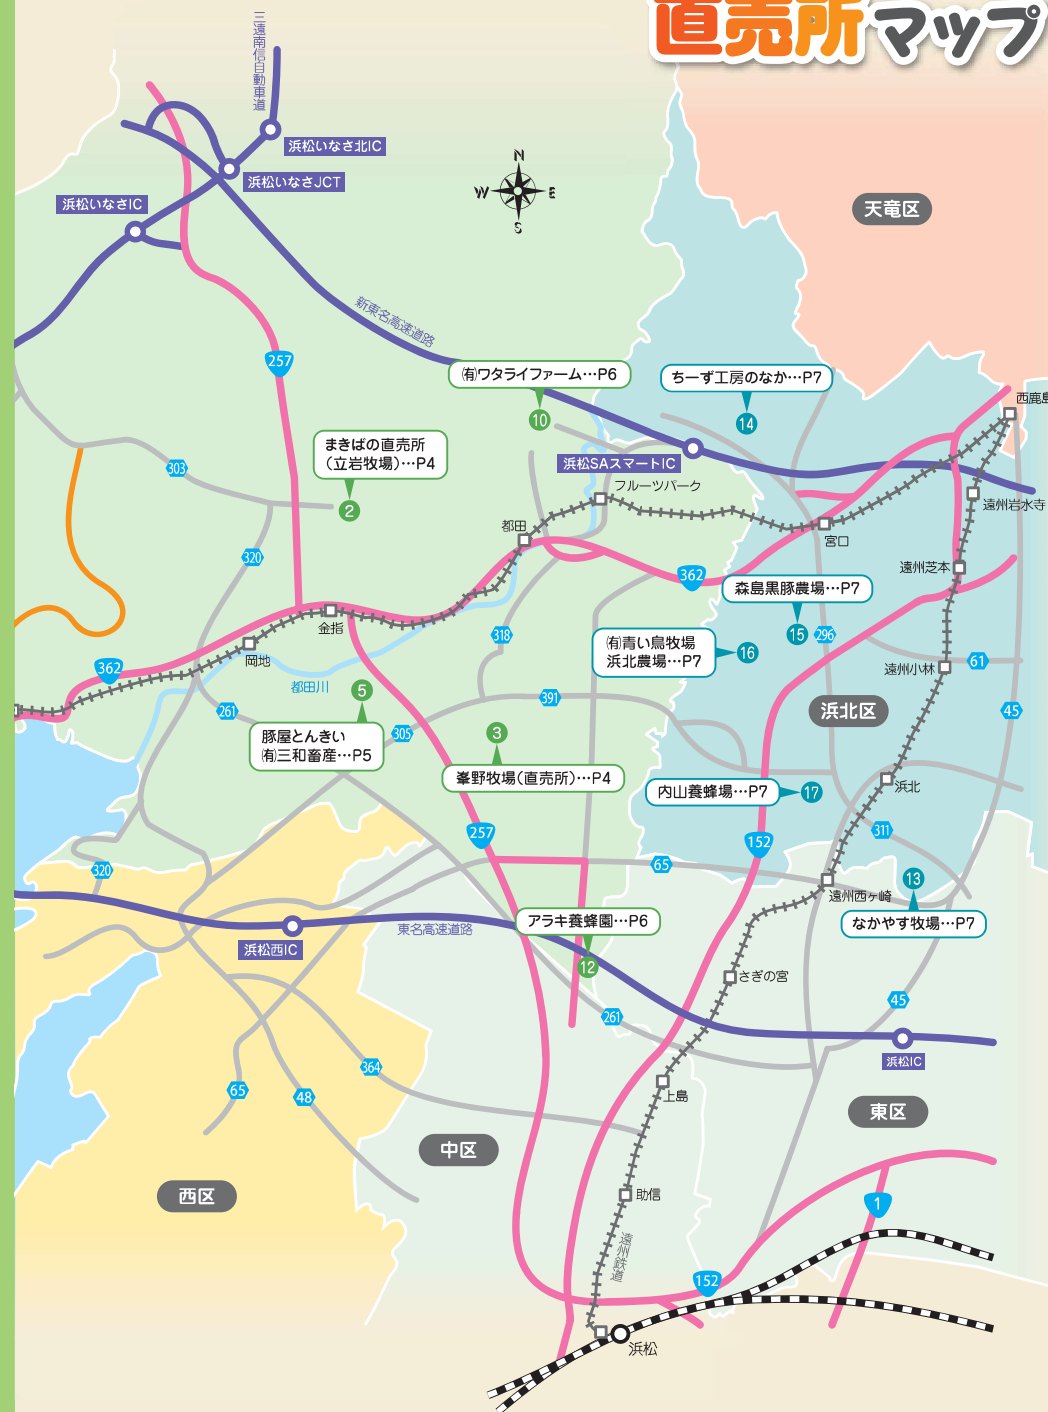 直売所マップ
三遠南信自動車道
浜松いなさ北IC
浜松いなさJCT
浜松いなさIC
N
W
E
S
天竜区
新東名高速道路
257
㈲ワタライファーム…P6
10
ちーず工房のなか…P7
14
西鹿島
まきばの直売所
（立岩牧場）…P4
2
303
浜松SAスマートIC
フルーツパーク
遠州岩水寺
都田
宮口
320
遠州芝本
362
森島黒豚農場…P7
15
296
金指
318
㈲青い鳥牧場
浜北農場…P7
16
岡地
362
遠州小林
61
都田川
5
261
391
浜北区
45
豚屋とんきい
㈲三和畜産…P5
305
3
峯野牧場（直売所）…P4
内山養蜂場…P7
17
浜北
257
152
311
320
65
13
遠州西ヶ崎
なかやす牧場…P7
アラキ養蜂園…P6
12
東名高速道路
浜松西IC
さぎの宮
45
261
浜松IC
364
65
48
上島
東区
中区
西区
助信
1
遠州鉄道
152
浜松